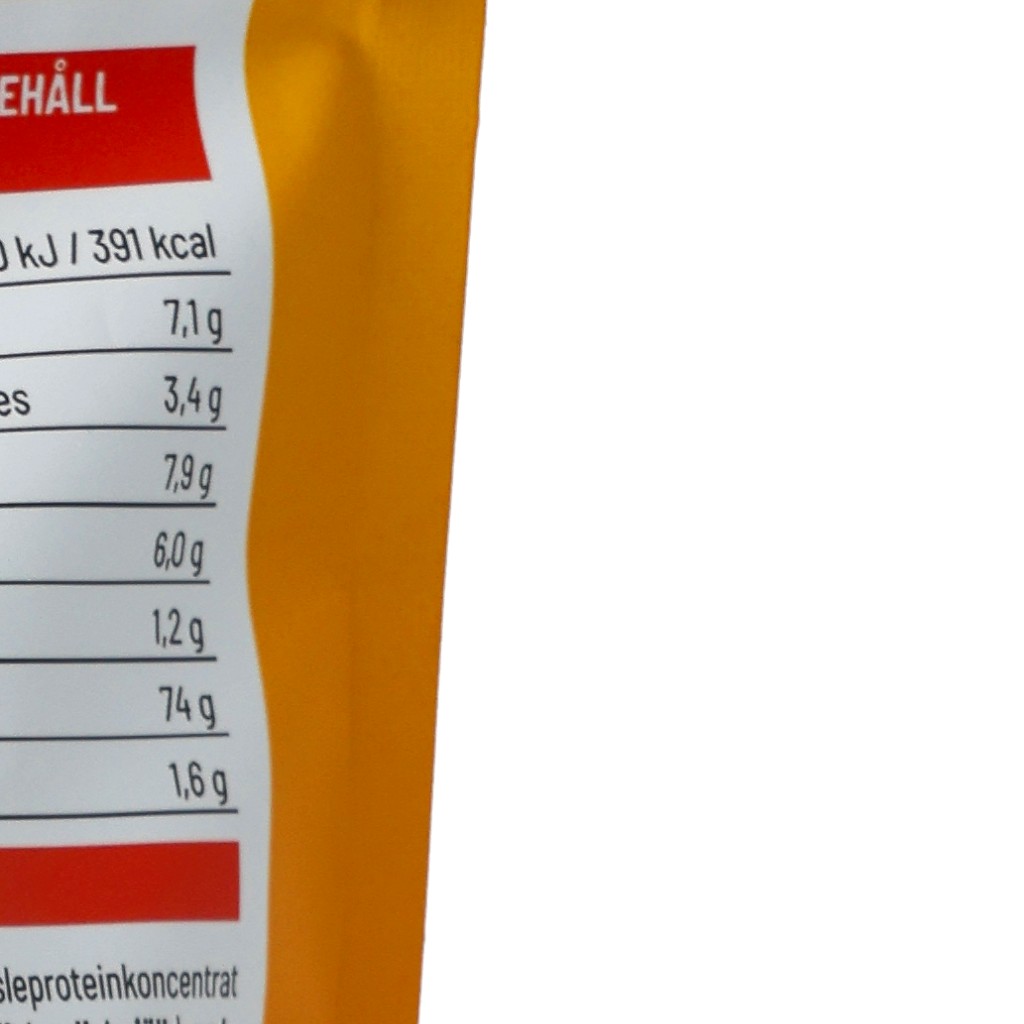 EHÅLL
0 kJ / 391 kcal
7,1 g
es 3,4 g
7,9 g
6,0 g
1,2 g
74 g
1,6 g
sleproteinkoncentrat